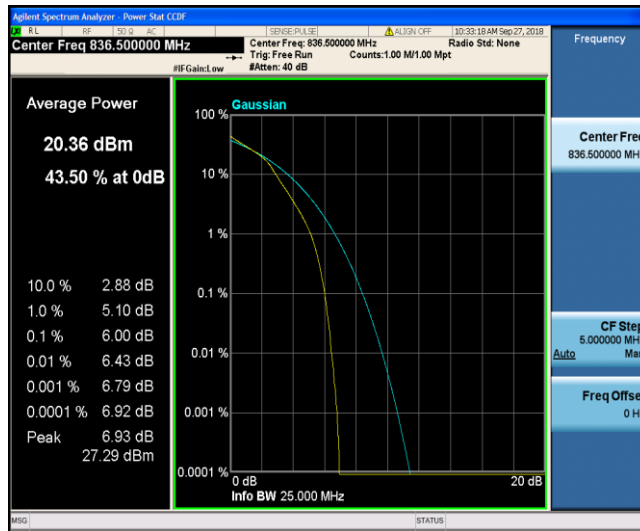 Agilent Spectrum Analyzer - Power Stat CCDF
RL RF 50 Ω AC SENSE:PULSE ALIGN OFF 10:33:18 AM Sep 27, 2018
Center Freq 836.500000 MHz
Center Freq: 836.500000 MHz Radio Std: None
Trig: Free Run Counts:1.00 M/1.00 Mpt
#IFGain:Low #Atten: 40 dB
Frequency
Average Power
20.36 dBm
43.50 % at 0dB
10.0 % 2.88 dB
1.0 % 5.10 dB
0.1 % 6.00 dB
0.01 % 6.43 dB
0.001 % 6.79 dB
0.0001 % 6.92 dB
Peak 6.93 dB
27.29 dBm
Gaussian
100 %
10 %
1 %
0.1 %
0.01 %
0.001 %
0.0001 %
0 dB 20 dB
Info BW 25.000 MHz
Center Fre
836.500000 MH
CF Step
5.000000 MH
Auto Ma
Freq Offse
0 H
MSG STATUS